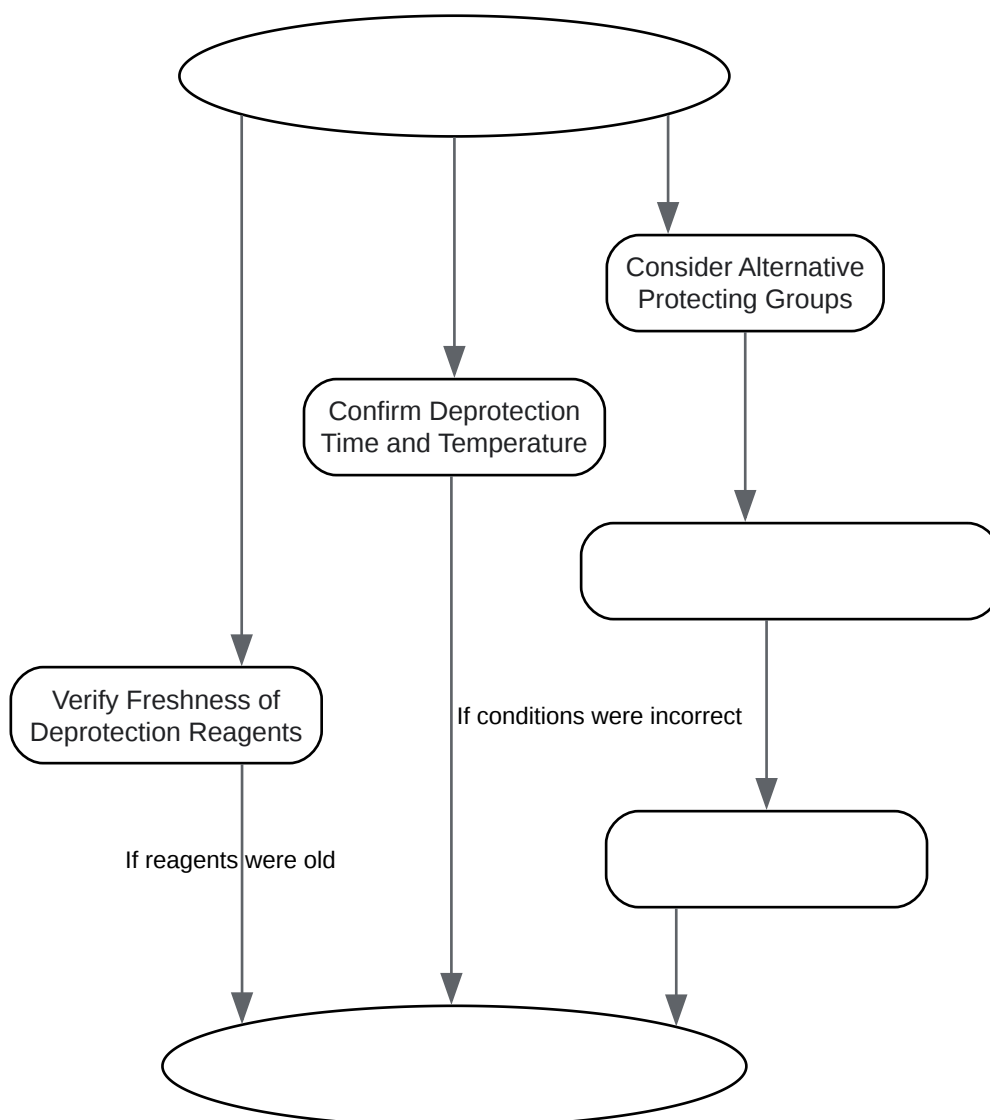 Consider Alternative
Protecting Groups
Confirm Deprotection
Time and Temperature
Verify Freshness of
Deprotection Reagents
If conditions were incorrect
If reagents were old